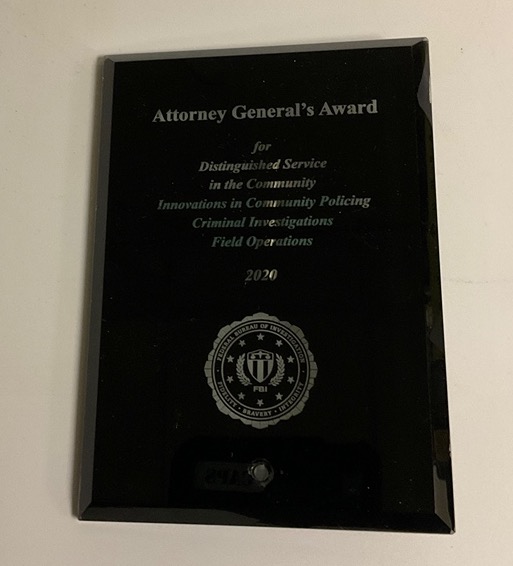 Attorney General's Award
for
Distinguished Service
in the Community
Innovations in Community Policing
Criminal Investigations
Field Operations
2020
FEDERAL BUREAU OF INVESTIGATION
FBI
FIDELITY • BRAVERY • INTEGRITY